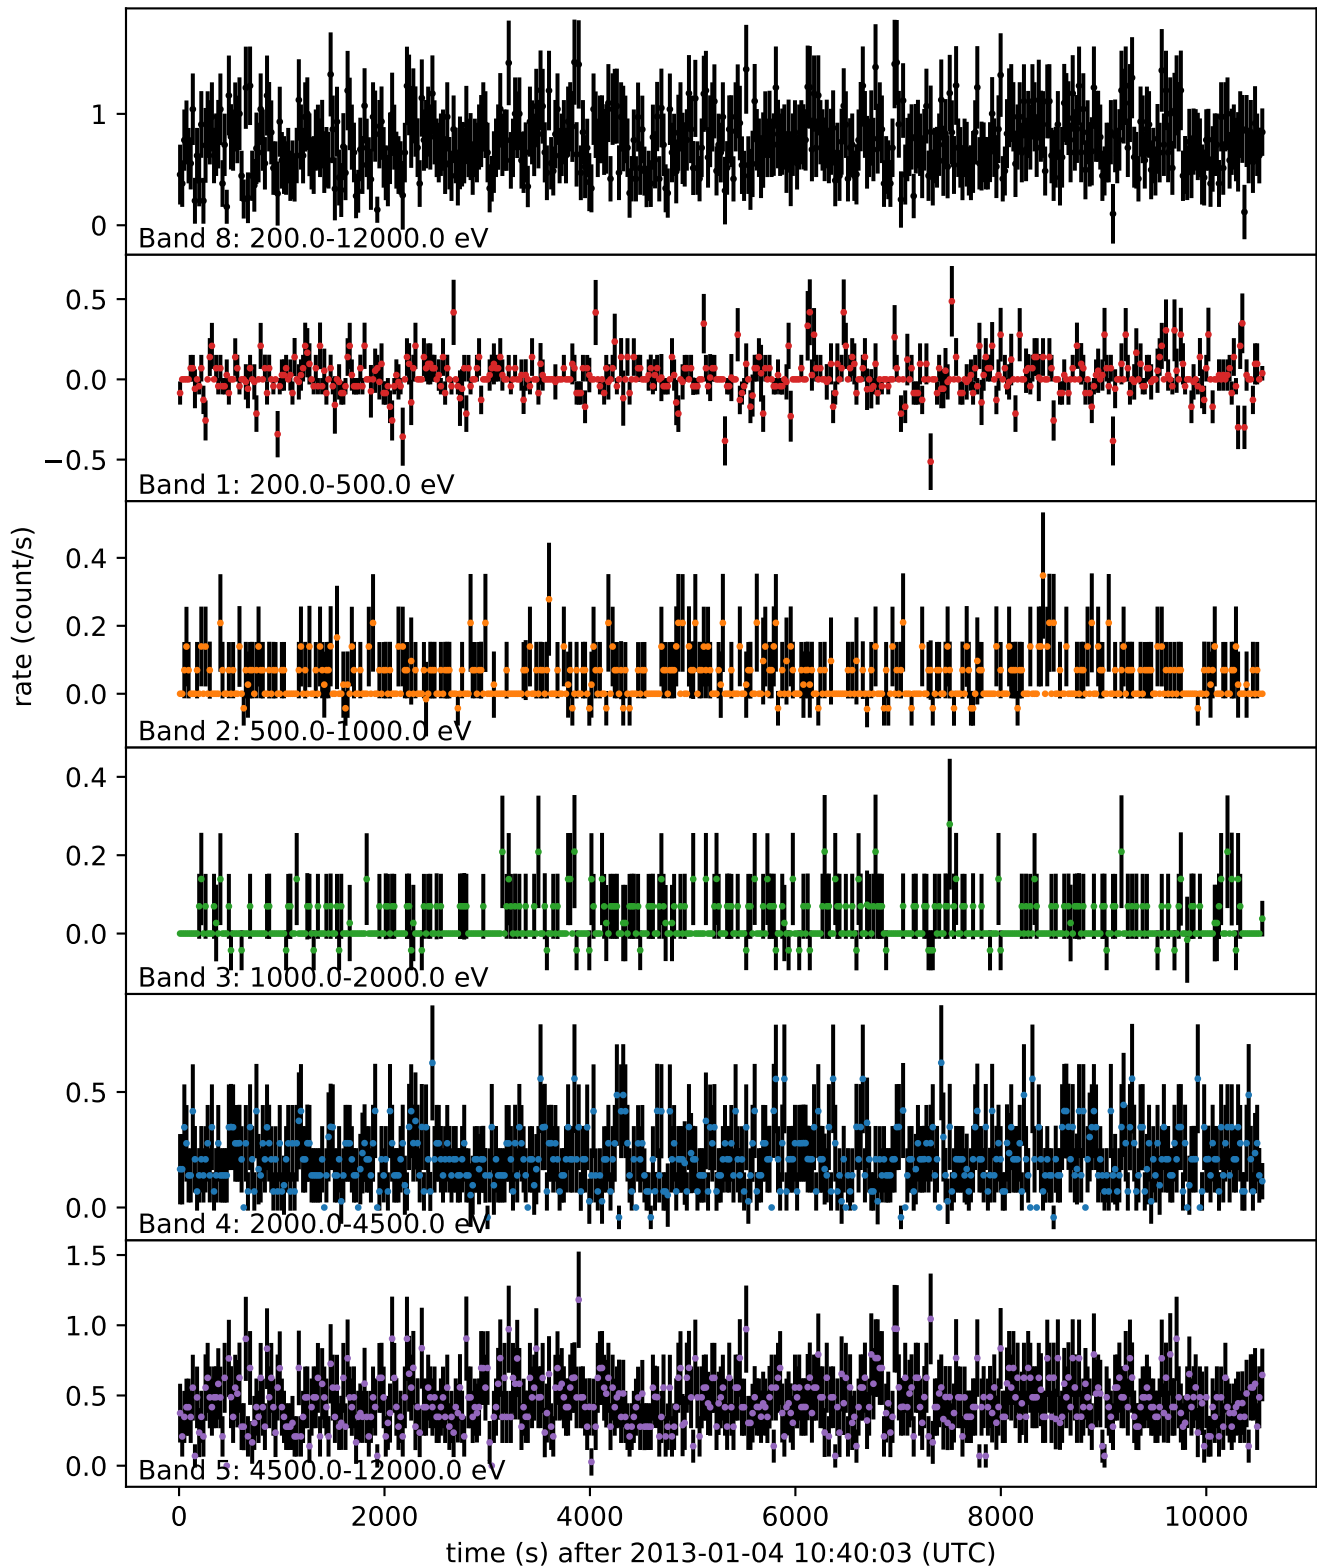 1
0
Band 8: 200.0-12000.0 eV
0.5
0.0
−0.5
Band 1: 200.0-500.0 eV
rate (count/s)
0.4
0.2
0.0
Band 2: 500.0-1000.0 eV
0.4
0.2
0.0
Band 3: 1000.0-2000.0 eV
0.5
0.0
Band 4: 2000.0-4500.0 eV
1.5
1.0
0.5
0.0
Band 5: 4500.0-12000.0 eV
0 2000 4000 6000 8000 10000
time (s) after 2013-01-04 10:40:03 (UTC)